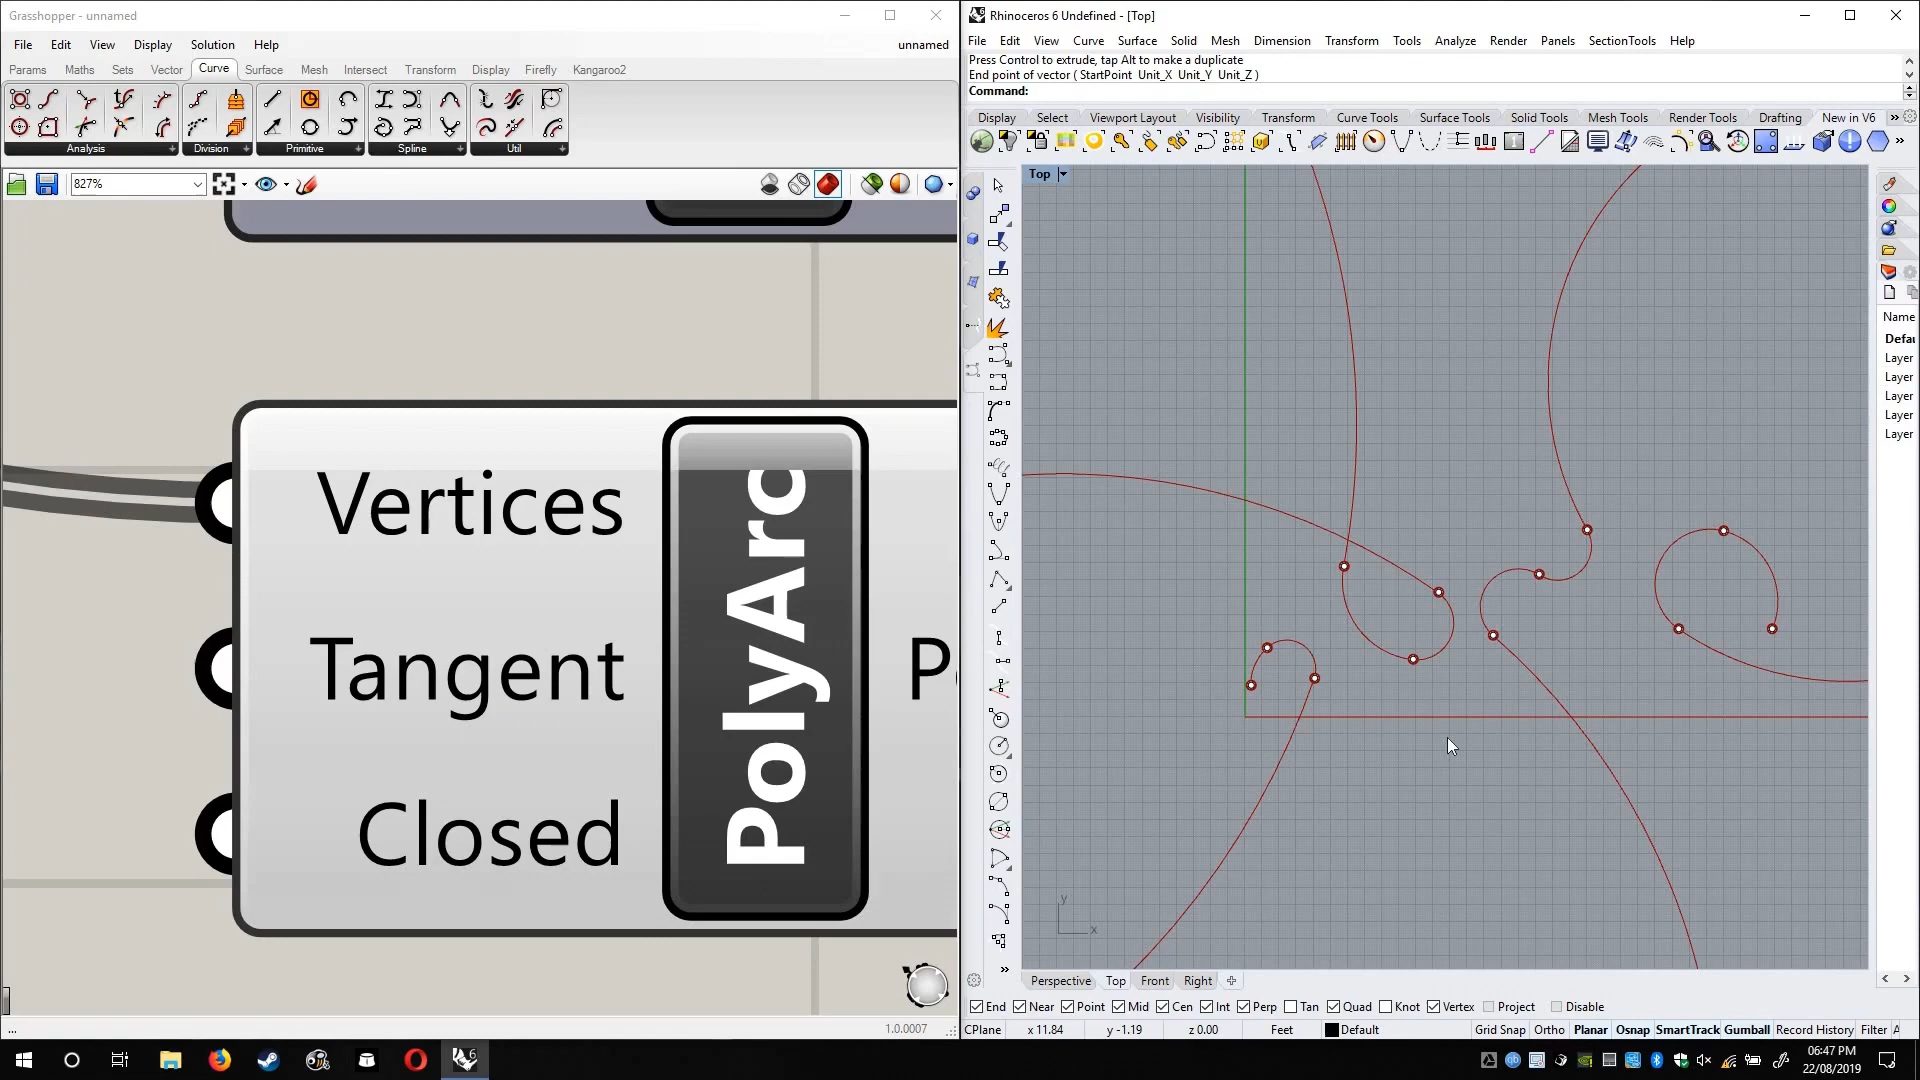 Grasshopper - unnamed
File Edit View Display Solution Help
unnamed
Params Maths Sets Vector Curve Surface Mesh Intersect Transform Display Firefly Kangaroo2
Analysis
Division
Primitive
Spline
Util
827%
Vertices
Tangent
Closed
PolyArc
P
...
1.0.0007
Rhinoceros 6 Undefined - [Top]
File Edit View Curve Surface Solid Mesh Dimension Transform Tools Analyze Render Panels SectionTools Help
Press Control to extrude, tap Alt to make a duplicate
End point of vector ( StartPoint Unit_X Unit_Y Unit_Z )
Command:
Display Select Viewport Layout Visibility Transform Curve Tools Surface Tools Solid Tools Mesh Tools Render Tools Drafting New in V6
Top
Name
Defau
Layer
Layer
Layer
Layer
Layer
y
x
Perspective Top Front Right
End Near Point Mid Cen Int Perp Tan Quad Knot Vertex Project Disable
CPlane x 11.84 y -1.19 z 0.00 Feet Default Grid Snap Ortho Planar Osnap SmartTrack Gumball Record History Filter A
06:47 PM
22/08/2019